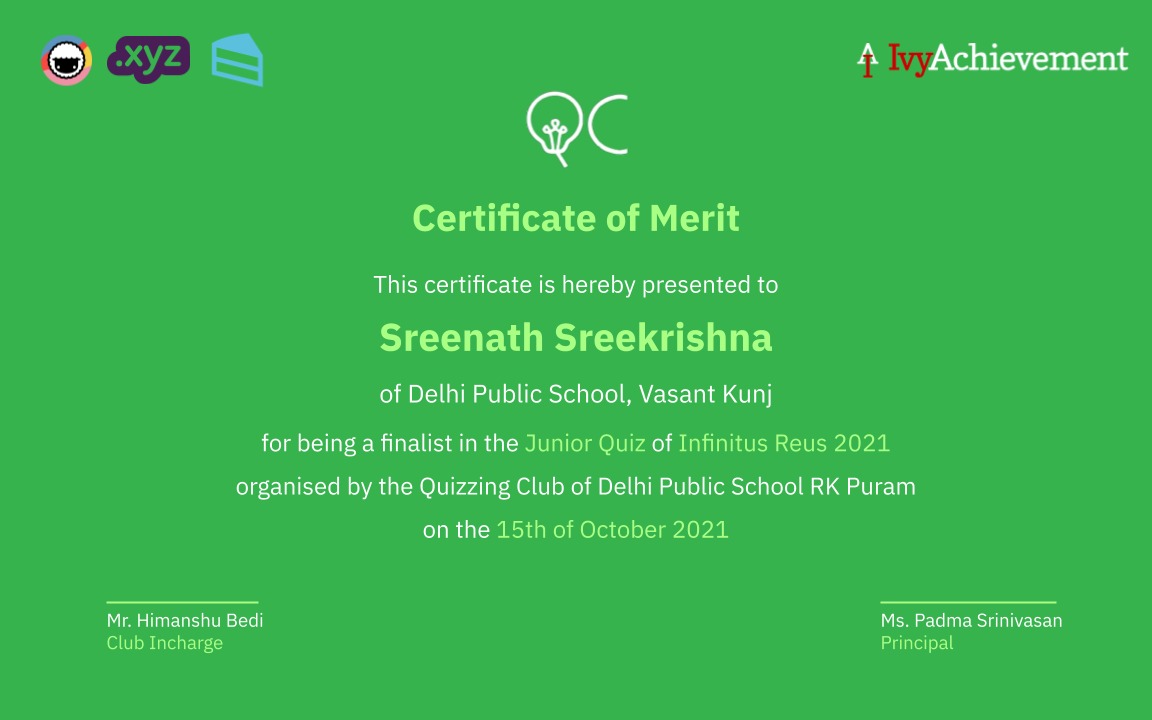 .xyz
IvyAchievement
QC
Certificate of Merit
This certificate is hereby presented to
Sreenath Sreekrishna
of Delhi Public School, Vasant Kunj
for being a finalist in the Junior Quiz of Infinitus Reus 2021
organised by the Quizzing Club of Delhi Public School RK Puram
on the 15th of October 2021
Mr. Himanshu Bedi
Club Incharge
Ms. Padma Srinivasan
Principal